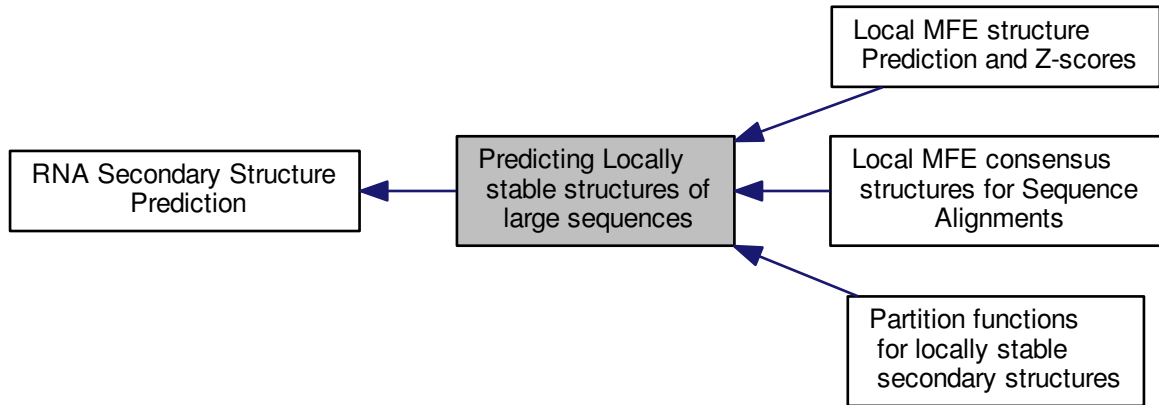 RNA Secondary Structure
Prediction
Predicting Locally
stable structures of
large sequences
Local MFE structure
Prediction and Z-scores
Local MFE consensus
structures for Sequence
Alignments
Partition functions
for locally stable
secondary structures